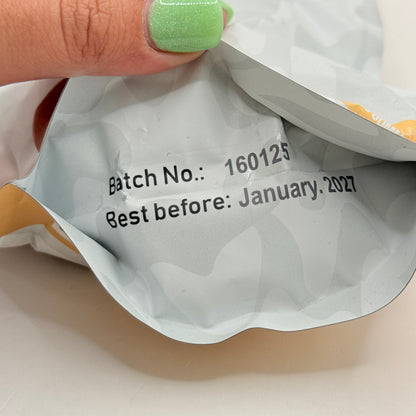 Batch No.: 160125
Best before: January. 2027